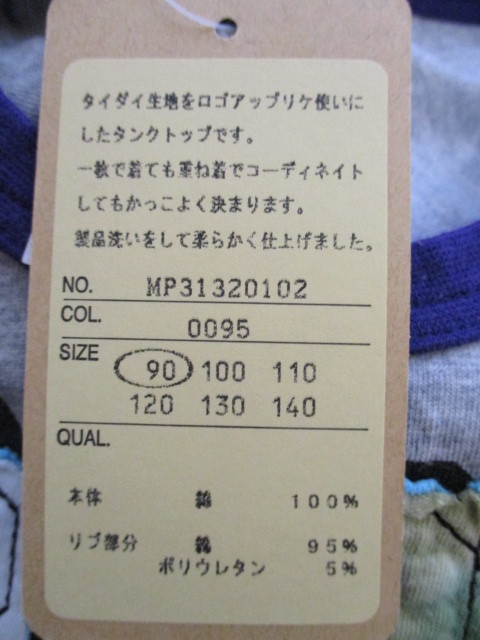 タイダイ生地をロゴアップリケ使いに
したタンクトップです。
一枚で着ても重ね着でコーディネイト
してもかっこよく決まります。
製品洗いをして柔らかく仕上げました。
NO. MP31320102
COL. 0095
SIZE 90 100 110
120 130 140
QUAL.
本体 綿 100%
リブ部分 綿 95%
ポリウレタン 5%